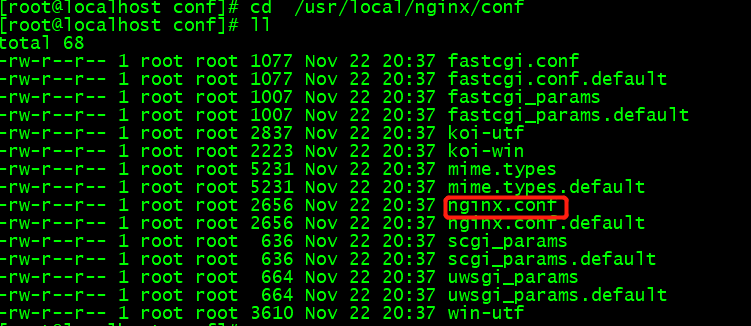 [root@localhost conf]# cd  /usr/local/nginx/conf
[root@localhost conf]# ll
total 68
-rw-r--r-- 1 root root 1077 Nov 22 20:37 fastcgi.conf
-rw-r--r-- 1 root root 1077 Nov 22 20:37 fastcgi.conf.default
-rw-r--r-- 1 root root 1007 Nov 22 20:37 fastcgi_params
-rw-r--r-- 1 root root 1007 Nov 22 20:37 fastcgi_params.default
-rw-r--r-- 1 root root 2837 Nov 22 20:37 koi-utf
-rw-r--r-- 1 root root 2223 Nov 22 20:37 koi-win
-rw-r--r-- 1 root root 5231 Nov 22 20:37 mime.types
-rw-r--r-- 1 root root 5231 Nov 22 20:37 mime.types.default
-rw-r--r-- 1 root root 2656 Nov 22 20:37 nginx.conf
-rw-r--r-- 1 root root 2656 Nov 22 20:37 nginx.conf.default
-rw-r--r-- 1 root root  636 Nov 22 20:37 scgi_params
-rw-r--r-- 1 root root  636 Nov 22 20:37 scgi_params.default
-rw-r--r-- 1 root root  664 Nov 22 20:37 uwsgi_params
-rw-r--r-- 1 root root  664 Nov 22 20:37 uwsgi_params.default
-rw-r--r-- 1 root root 3610 Nov 22 20:37 win-utf
[root@localhost conf]#